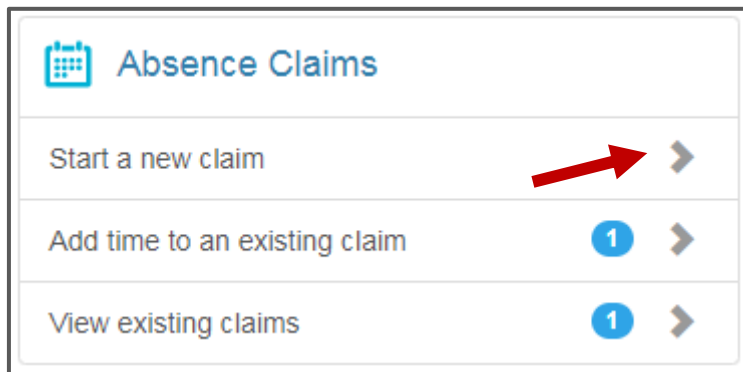 Absence Claims
Start a new claim
Add time to an existing claim 1
View existing claims 1